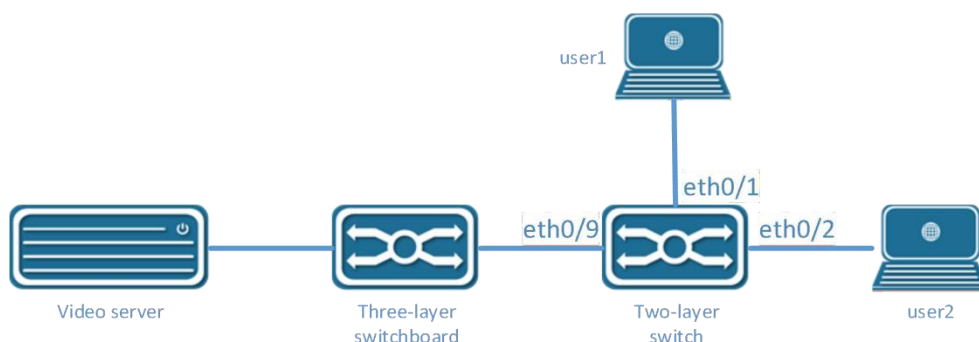 user1
eth0/1
eth0/9
eth0/2
Video server
Three-layer
switchboard
Two-layer
switch
user2